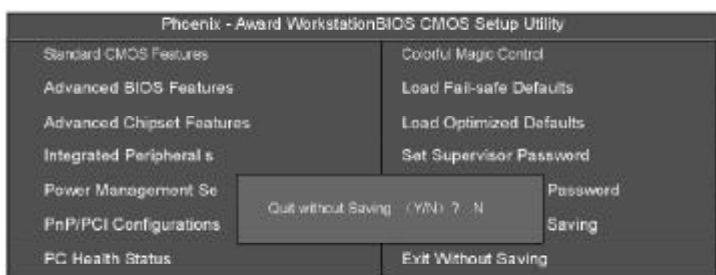 Phoenix - Award WorkstationBIOS CMOS Setup Utility
Standard CMOS Features
Colorful Magic Control
Advanced BIOS Features
Load Fail-safe Defaults
Advanced Chipset Features
Load Optimized Defaults
Integrated Peripheral s
Set Supervisor Password
Power Management Se
Password
Quit without Saving （Y/N）? N
PnP/PCI Configurations
Saving
PC Health Status
Exit Without Saving